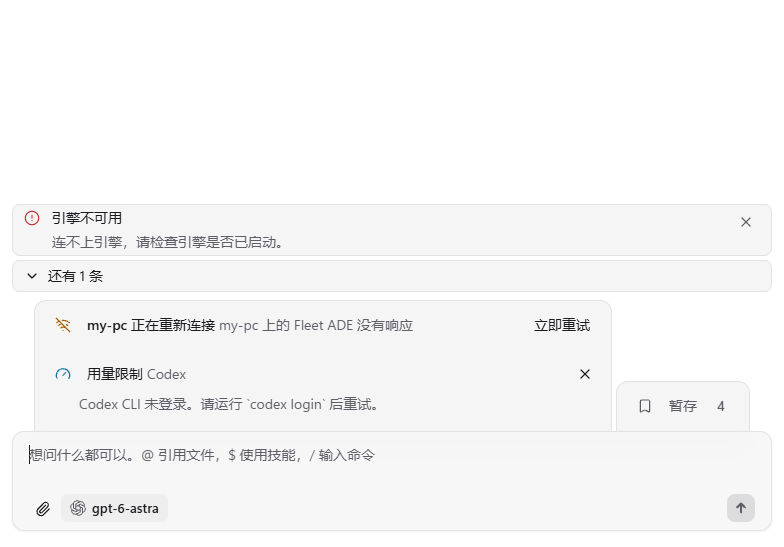 引擎不可用
连不上引擎，请检查引擎是否已启动。
还有 1 条
my-pc 正在重新连接 my-pc 上的 Fleet ADE 没有响应 立即重试
用量限制 Codex
Codex CLI 未登录。请运行 `codex login` 后重试。
暂存 4
想问什么都可以。@ 引用文件，$ 使用技能，/ 输入命令
gpt-6-astra